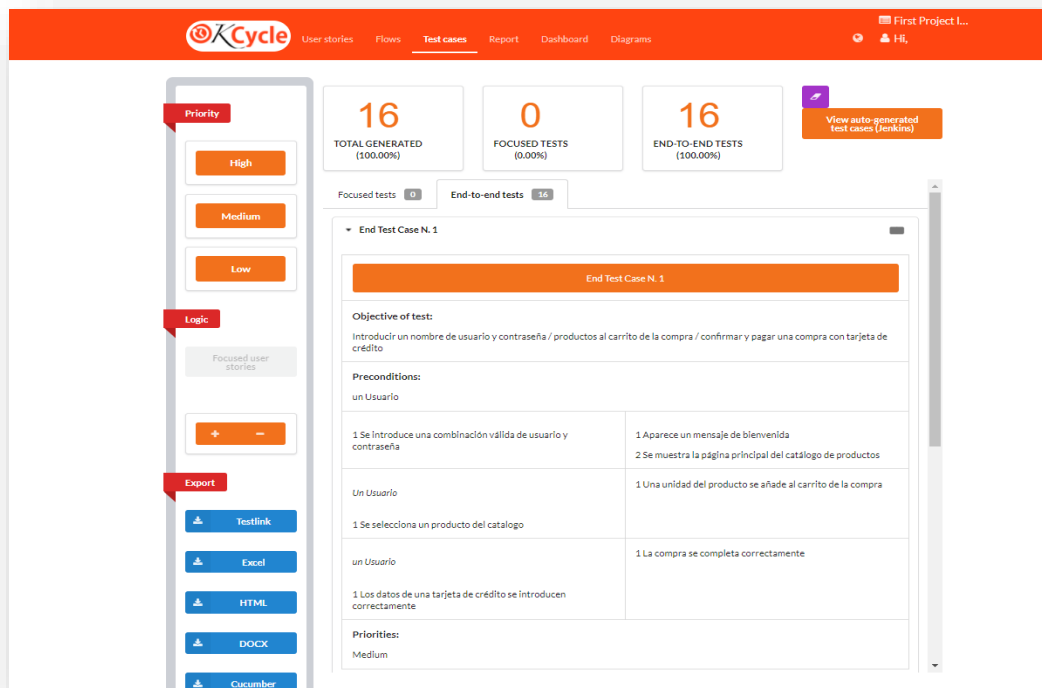 KCycle
User stories
Flows
Test cases
Report
Dashboard
Diagrams
First Project I...
Hi,
Priority
High
Medium
Low
Logic
Focused user
stories
+
−
Export
Testlink
Excel
HTML
DOCX
Cucumber
16
TOTAL GENERATED
(100.00%)
0
FOCUSED TESTS
(0.00%)
16
END-TO-END TESTS
(100.00%)
View auto-generated
test cases (Jenkins)
Focused tests 0
End-to-end tests 16
End Test Case N. 1
End Test Case N. 1
Objective of test:
Introducir un nombre de usuario y contraseña / productos al carrito de la compra / confirmar y pagar una compra con tarjeta de
crédito
Preconditions:
un Usuario
1 Se introduce una combinación válida de usuario y
contraseña
1 Aparece un mensaje de bienvenida
2 Se muestra la página principal del catálogo de productos
Un Usuario
1 Se selecciona un producto del catalogo
1 Una unidad del producto se añade al carrito de la compra
un Usuario
1 Los datos de una tarjeta de crédito se introducen
correctamente
1 La compra se completa correctamente
Priorities:
Medium